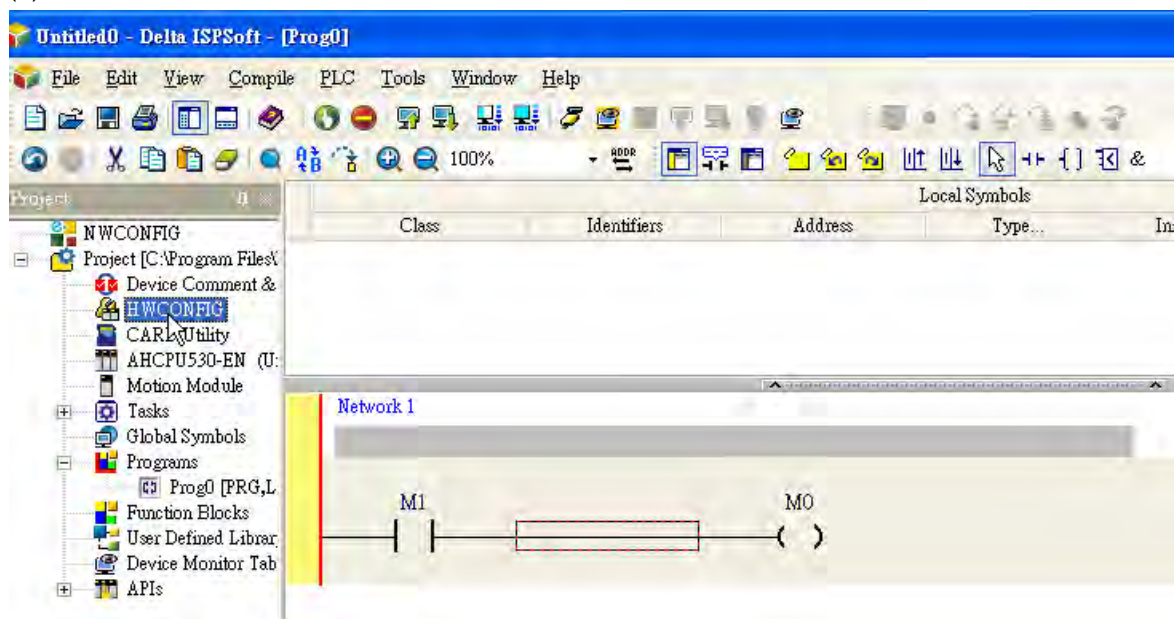 Untitled0 - Delta ISPSoft - [Prog0]
File Edit View Compile PLC Tools Window Help
100%
ADDR
&
Project
Local Symbols
Class Identifiers Address Type...
NWCONFIG
Project [C:\Program Files\
Device Comment &
HWCONFIG
CARD Utility
AHCPU530-EN (U:
Motion Module
Tasks
Global Symbols
Programs
Prog0 [PRG,L
Function Blocks
User Defined Librar
Device Monitor Tab
APIs
Network 1
M1 M0